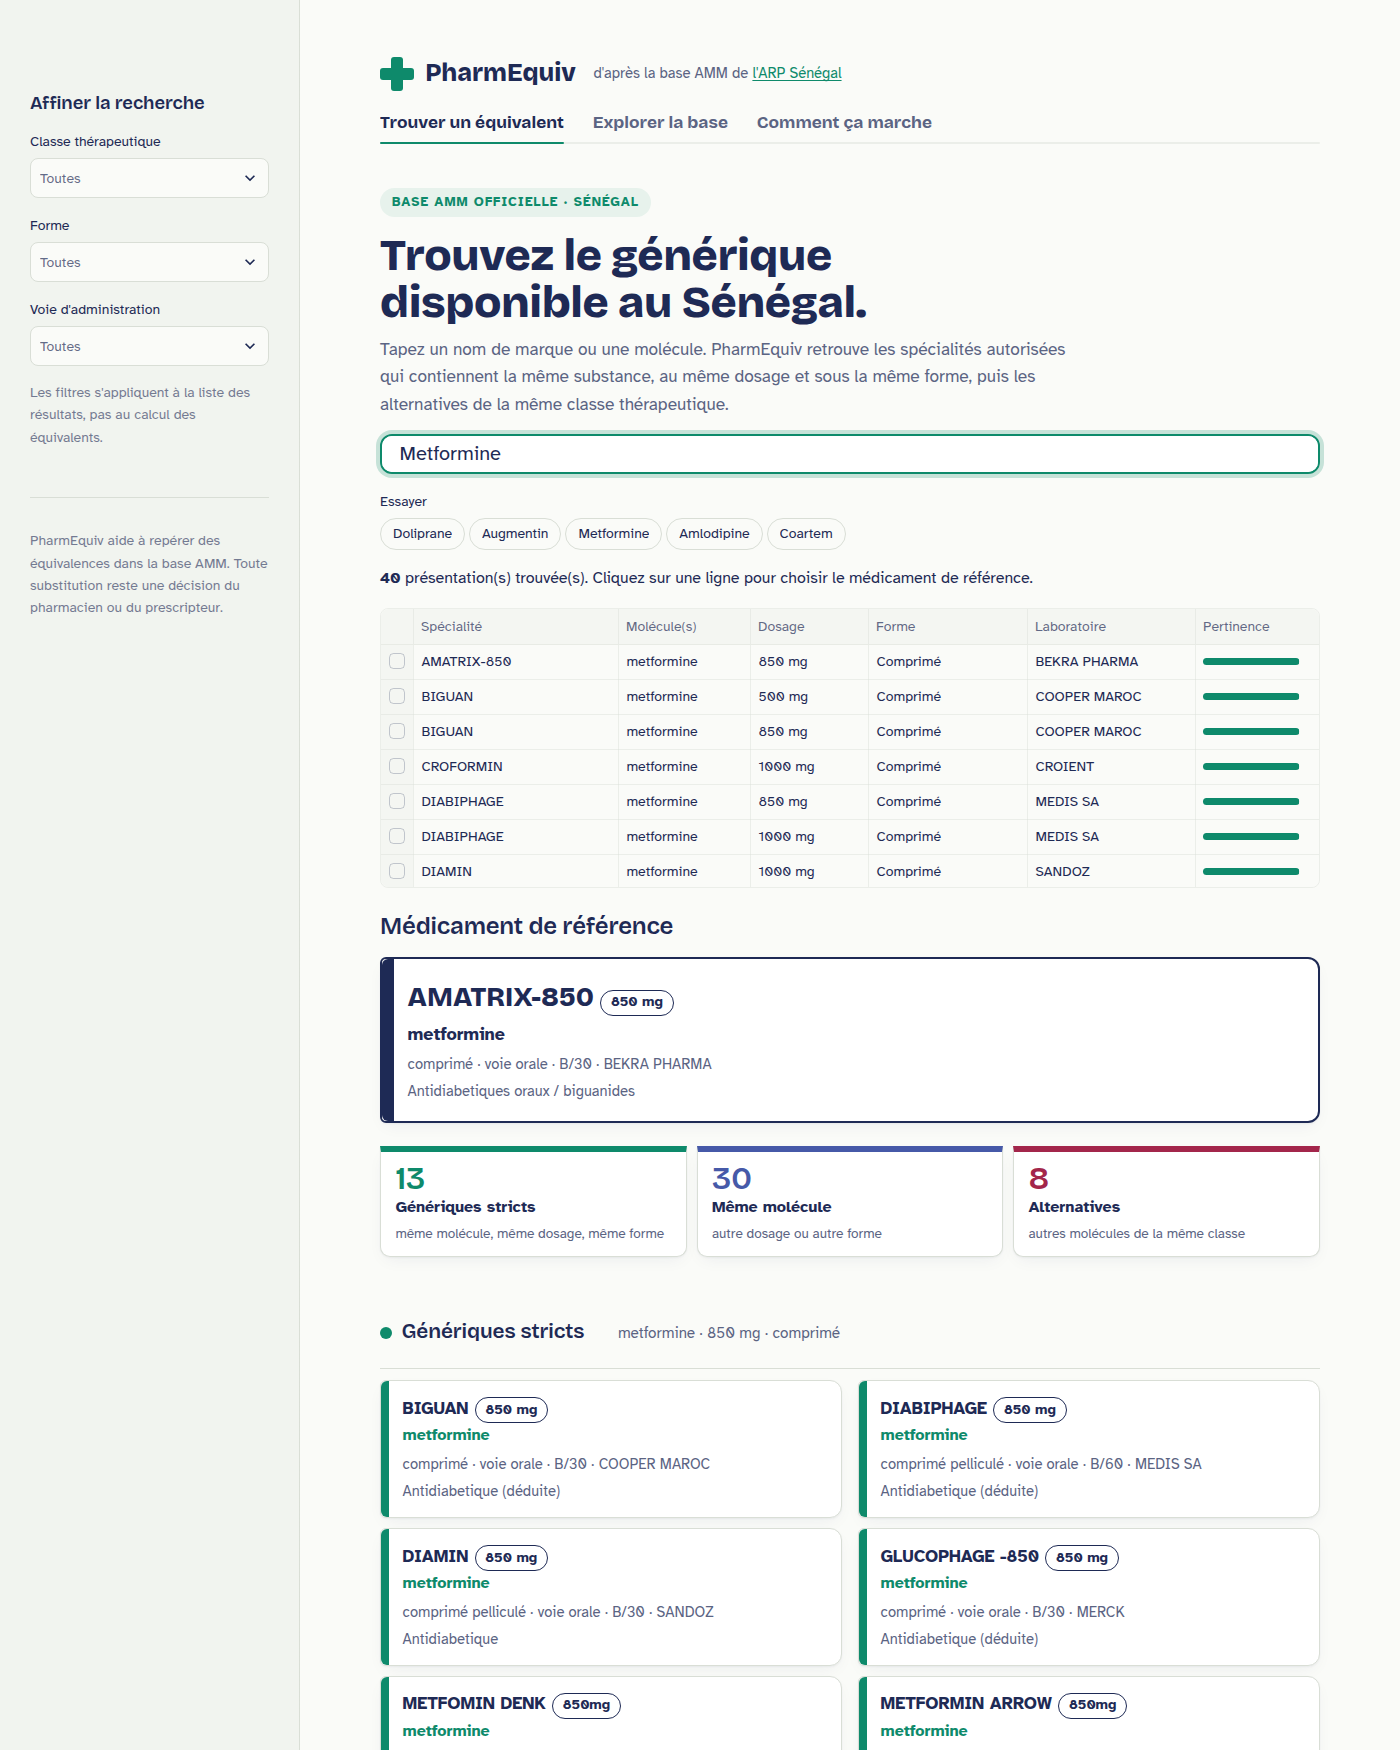 Affiner la recherche
Classe thérapeutique
Toutes
Forme
Toutes
Voie d'administration
Toutes
Les filtres s'appliquent à la liste des
résultats, pas au calcul des
équivalents.
PharmEquiv aide à repérer des
équivalences dans la base AMM. Toute
substitution reste une décision du
pharmacien ou du prescripteur.
PharmEquiv d'après la base AMM de l'ARP Sénégal
Trouver un équivalent Explorer la base Comment ça marche
BASE AMM OFFICIELLE · SÉNÉGAL
Trouvez le générique
disponible au Sénégal.
Tapez un nom de marque ou une molécule. PharmEquiv retrouve les spécialités autorisées
qui contiennent la même substance, au même dosage et sous la même forme, puis les
alternatives de la même classe thérapeutique.
Metformine
Essayer
Doliprane Augmentin Metformine Amlodipine Coartem
40 présentation(s) trouvée(s). Cliquez sur une ligne pour choisir le médicament de référence.
Spécialité Molécule(s) Dosage Forme Laboratoire Pertinence
AMATRIX-850 metformine 850 mg Comprimé BEKRA PHARMA
BIGUAN metformine 500 mg Comprimé COOPER MAROC
BIGUAN metformine 850 mg Comprimé COOPER MAROC
CROFORMIN metformine 1000 mg Comprimé CROIENT
DIABIPHAGE metformine 850 mg Comprimé MEDIS SA
DIABIPHAGE metformine 1000 mg Comprimé MEDIS SA
DIAMIN metformine 1000 mg Comprimé SANDOZ
Médicament de référence
AMATRIX-850 850 mg
metformine
comprimé · voie orale · B/30 · BEKRA PHARMA
Antidiabetiques oraux / biguanides
13
Génériques stricts
même molécule, même dosage, même forme
30
Même molécule
autre dosage ou autre forme
8
Alternatives
autres molécules de la même classe
Génériques stricts metformine · 850 mg · comprimé
BIGUAN 850 mg
metformine
comprimé · voie orale · B/30 · COOPER MAROC
Antidiabetique (déduite)
DIABIPHAGE 850 mg
metformine
comprimé pelliculé · voie orale · B/60 · MEDIS SA
Antidiabetique (déduite)
DIAMIN 850 mg
metformine
comprimé pelliculé · voie orale · B/30 · SANDOZ
Antidiabetique
GLUCOPHAGE -850 850 mg
metformine
comprimé · voie orale · B/30 · MERCK
Antidiabetique (déduite)
METFOMIN DENK 850mg
metformine
METFORMIN ARROW 850mg
metformine